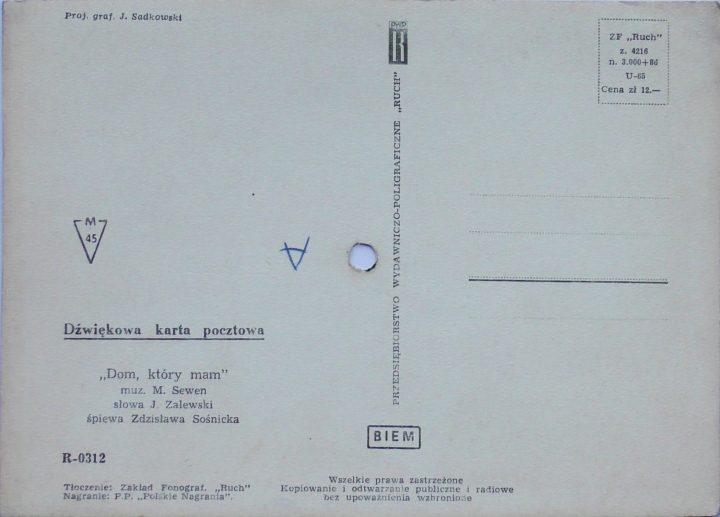 Proj. graf. J. Sadkowski
PWP
R
ZF „Ruch”
z. 4216
n. 3.000+80
U-65
Cena zł 12.—
PRZEDSIĘBIORSTWO WYDAWNICZO-POLIGRAFICZNE „RUCH”
M
45
A
Dźwiękowa karta pocztowa
„Dom, który mam”
muz. M. Sewen
słowa J. Zalewski
śpiewa Zdzisława Sośnicka
BIEM
R-0312
Tłoczenie: Zakład Fonograf. „Ruch”
Nagranie: P.P. „Polskie Nagrania”.
Wszelkie prawa zastrzeżone
Kopiowanie i odtwarzanie publiczne i radiowe
bez upoważnienia wzbronione